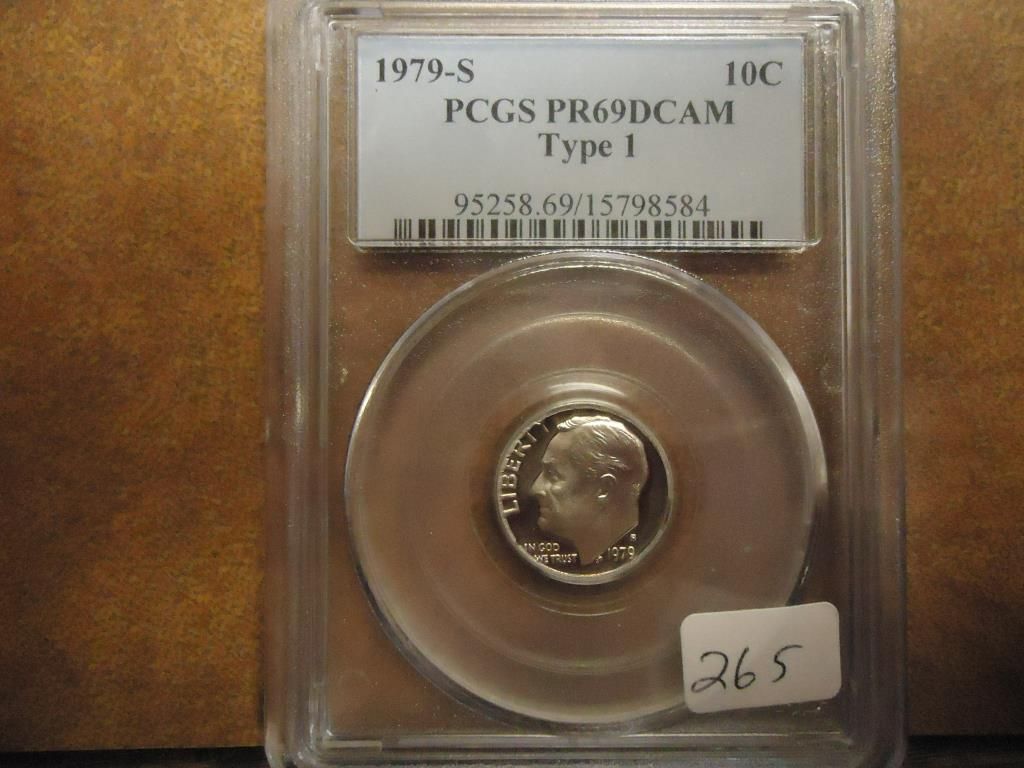 1979-S 10C
PCGS PR69DCAM
Type 1
95258.69/15798584
LIBERTY
IN GOD
WE TRUST
1979
S
265